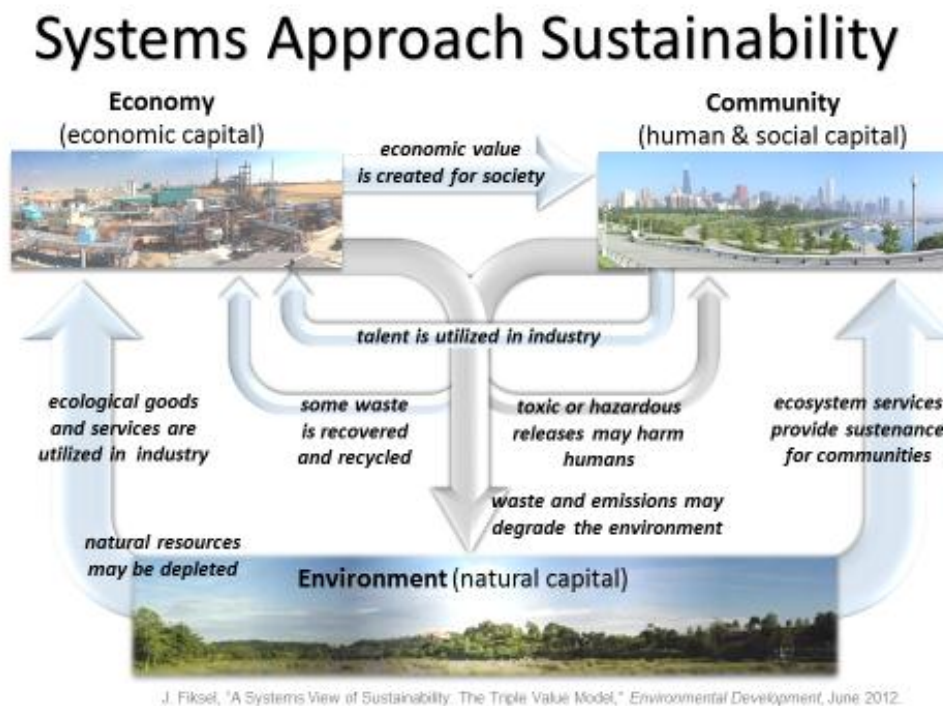 Systems Approach Sustainability
Economy
(economic capital)
Community
(human & social capital)
economic value
is created for society
talent is utilized in industry
ecological goods
and services are
utilized in industry
some waste
is recovered
and recycled
toxic or hazardous
releases may harm
humans
ecosystem services
provide sustenance
for communities
waste and emissions may
degrade the environment
natural resources
may be depleted
Environment (natural capital)
J. Fiksel, "A Systems View of Sustainability: The Triple Value Model," Environmental Development, June 2012.